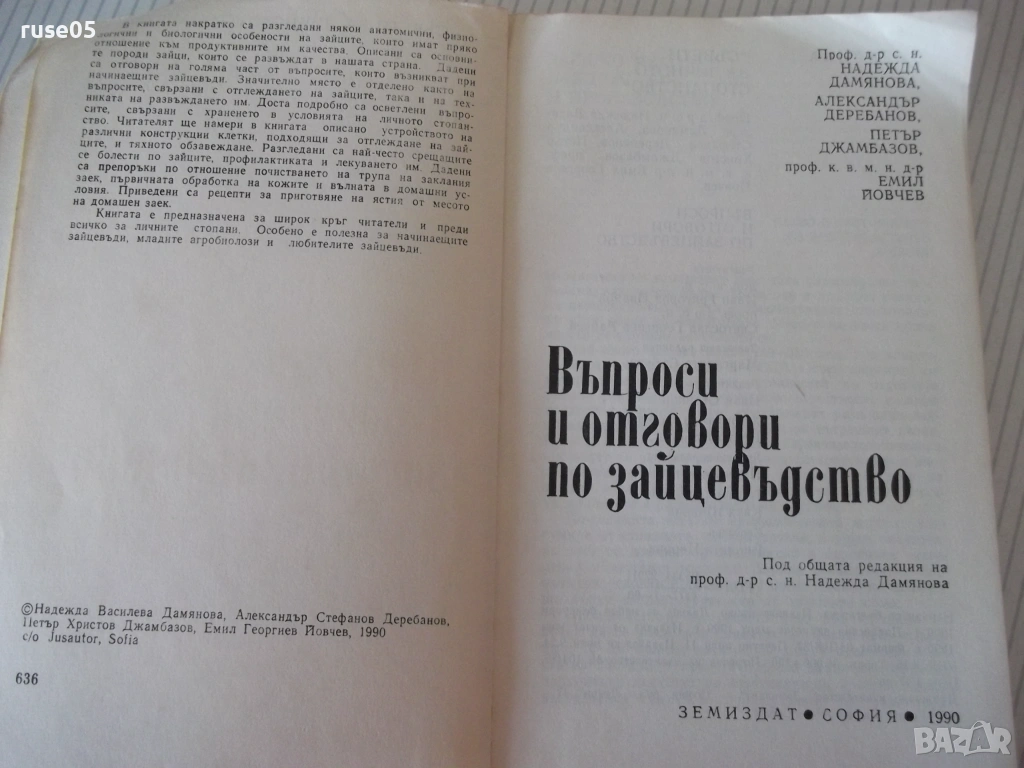 ruse05
В книгата накратко са разгледани някои анатомични, физио-
логични и биологични особености на зайците, които имат пряко
отношение към продуктивните им качества. Описани са основни-
те породи зайци, които се развъждат в нашата страна. Дадени
са отговори на голяма част от въпросите, които възникват при
начинаещите зайцевъди. Значително място е отделено както на
въпросите, свързани с отглеждането на зайците, така и на тех-
никата на развъждането им. Доста подробно са осветлени въпро-
сите, свързани с храненето в условията на личното стопан-
ство. Читателят ще намери в книгата описано устройството на
различни конструкции клетки, подходящи за отглеждане на зай-
ците, и тяхното обзавеждане. Разгледани са най-често срещащите
се болести по зайците, профилактиката и лекуването им. Дадени
са препоръки по отношение почистването на трупа на заклания
заек, първичната обработка на кожите и вълната в домашни ус-
ловия. Приведени са рецепти за приготвяне на ястия от месото
на домашен заек.
Книгата е предназначена за широк кръг читатели и преди
всичко за личните стопани. Особено е полезна за начинаещите
зайцевъди, младите агробиолози и любителите зайцевъди.
©Надежда Василева Дамянова, Александър Стефанов Деребанов,
Петър Христов Джамбазов, Емил Георгиев Йовчев, 1990
c/o Jusautor, Sofia
636
Проф. д-р с. н.
НАДЕЖДА
ДАМЯНОВА,
АЛЕКСАНДЪР
ДЕРЕБАНОВ,
ПЕТЪР
ДЖАМБАЗОВ,
проф. к. в. м. н. д-р
ЕМИЛ
ЙОВЧЕВ
Въпроси
и отговори
по зайцевъдство
Под общата редакция на
проф. д-р с. н. Надежда Дамянова
ЗЕМИЗДАТ ● СОФИЯ ● 1990
BAZAR